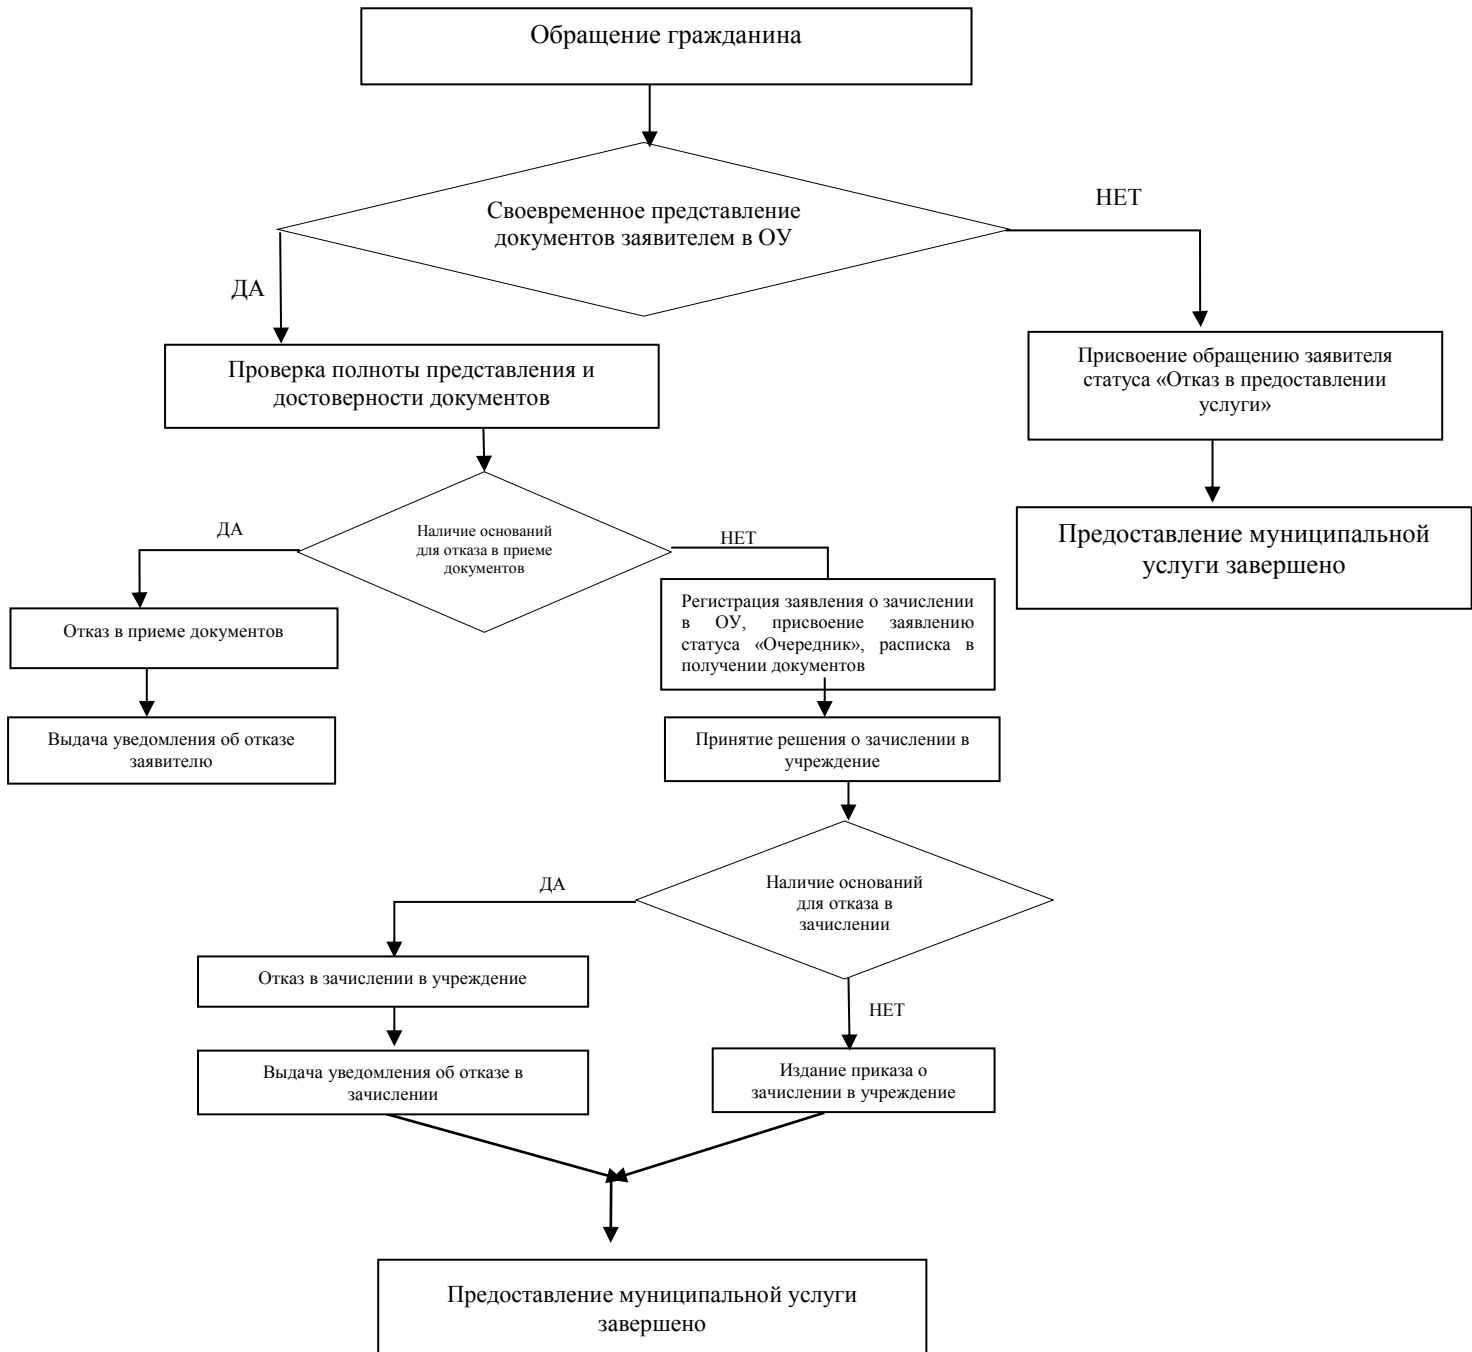 Обращение гражданина
Своевременное представление
документов заявителем в ОУ
НЕТ
ДА
Проверка полноты представления и
достоверности документов
Присвоение обращению заявителя
статуса «Отказ в предоставлении
услуги»
Предоставление муниципальной
услуги завершено
ДА
Наличие оснований
для отказа в приеме
документов
НЕТ
Отказ в приеме документов
Регистрация заявления о зачислении
в ОУ, присвоение заявлению
статуса «Очередник», расписка в
получении документов
Выдача уведомления об отказе
заявителю
Принятие решения о зачислении в
учреждение
ДА
Наличие оснований
для отказа в
зачислении
Отказ в зачислении в учреждение
НЕТ
Выдача уведомления об отказе в
зачислении
Издание приказа о
зачислении в учреждение
Предоставление муниципальной услуги
завершено